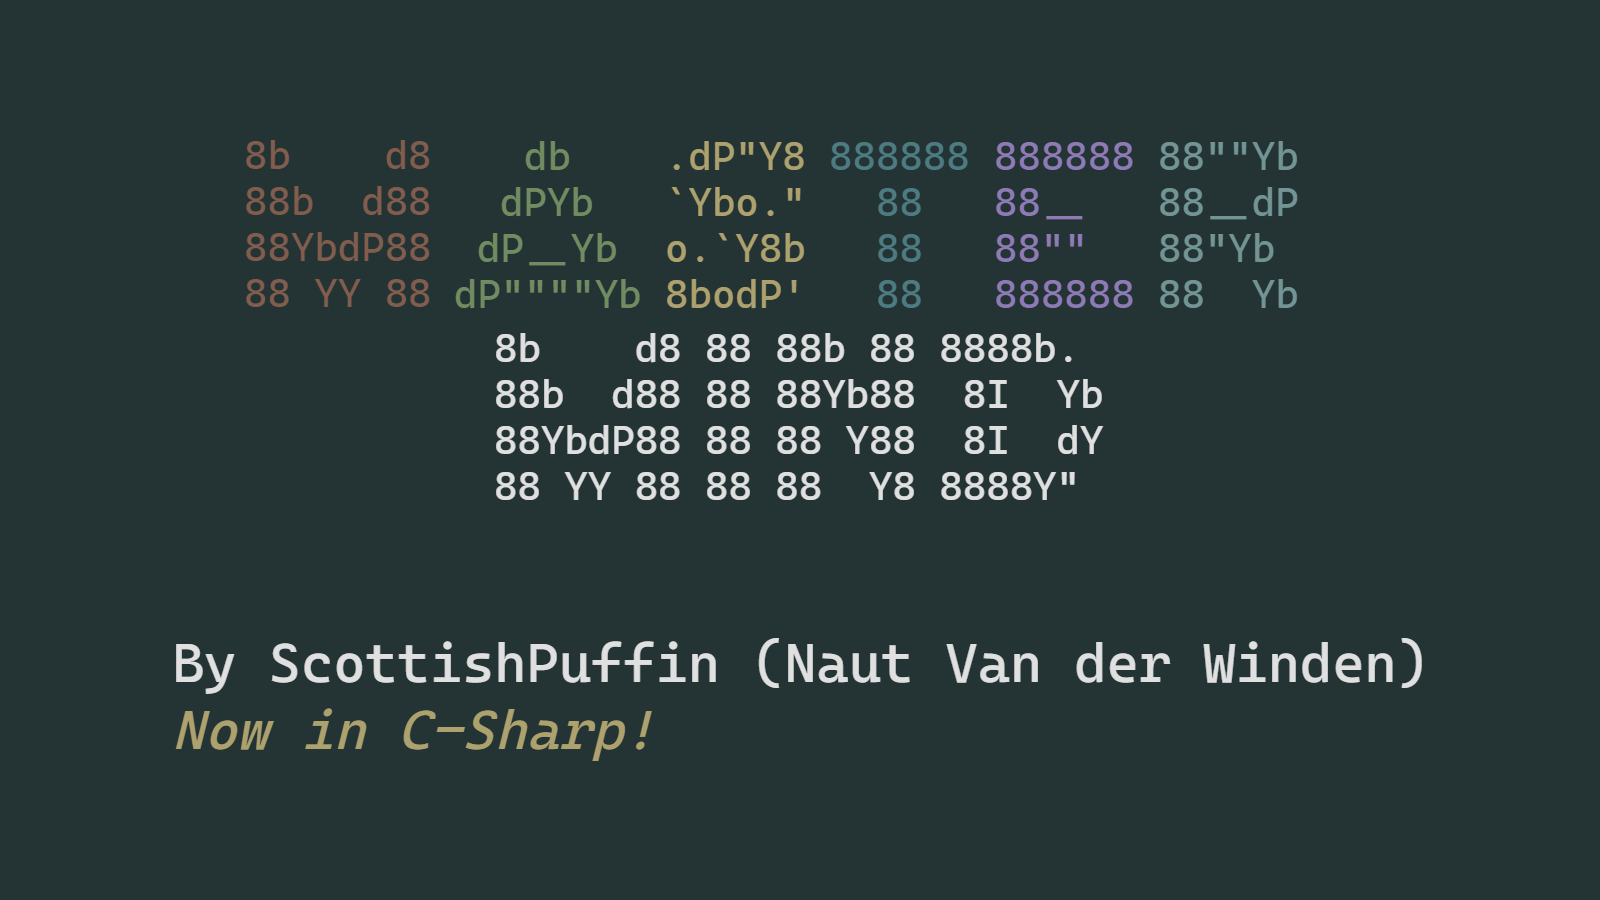 8b    d8    db    .dP"Y8 888888 888888 88""Yb
88b  d88   dPYb   `Ybo."   88   88__   88__dP
88YbdP88  dP__Yb  o.`Y8b   88   88""   88"Yb
88 YY 88 dP""""Yb 8bodP'   88   888888 88  Yb
8b    d8 88 88b 88 8888b.
88b  d88 88 88Yb88  8I  Yb
88YbdP88 88 88 Y88  8I  dY
88 YY 88 88 88  Y8 8888Y"
By ScottishPuffin (Naut Van der Winden)
Now in C-Sharp!